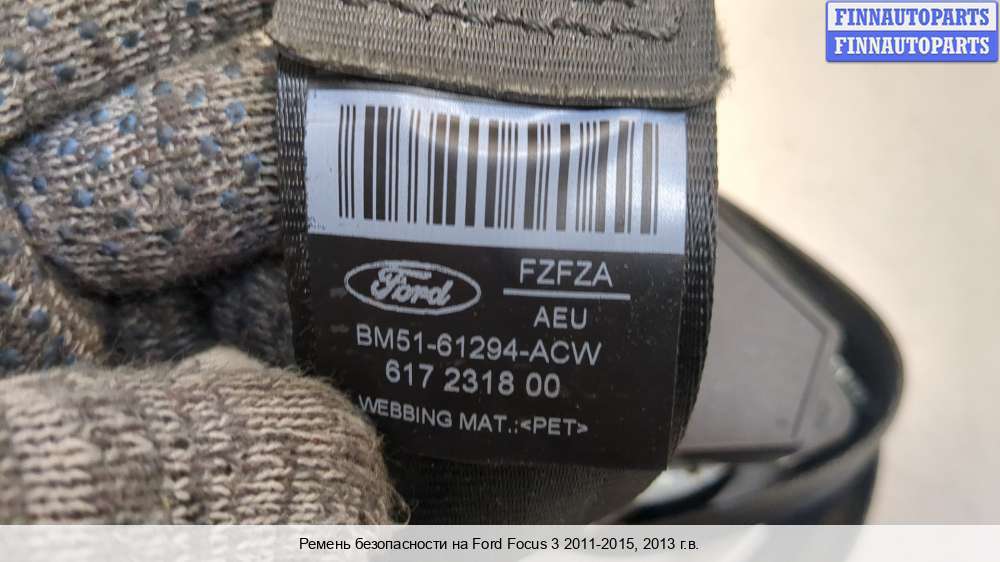 FINNAUTOPARTS
FINNAUTOPARTS
Ford
FZFZA
AEU
BM51-61294-ACW
617 2318 00
WEBBING MAT.:<PET>
Ремень безопасности на Ford Focus 3 2011-2015, 2013 г.в.